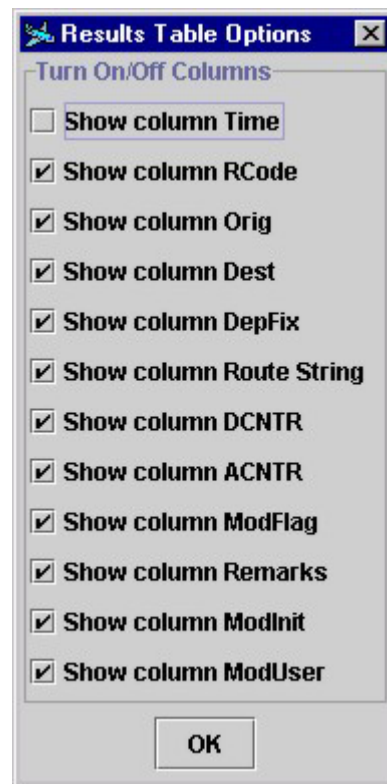 Results Table Options
Turn On/Off Columns
Show column Time
Show column RCode
Show column Orig
Show column Dest
Show column DepFix
Show column Route String
Show column DCNTR
Show column ACNTR
Show column ModFlag
Show column Remarks
Show column ModInit
Show column ModUser
OK